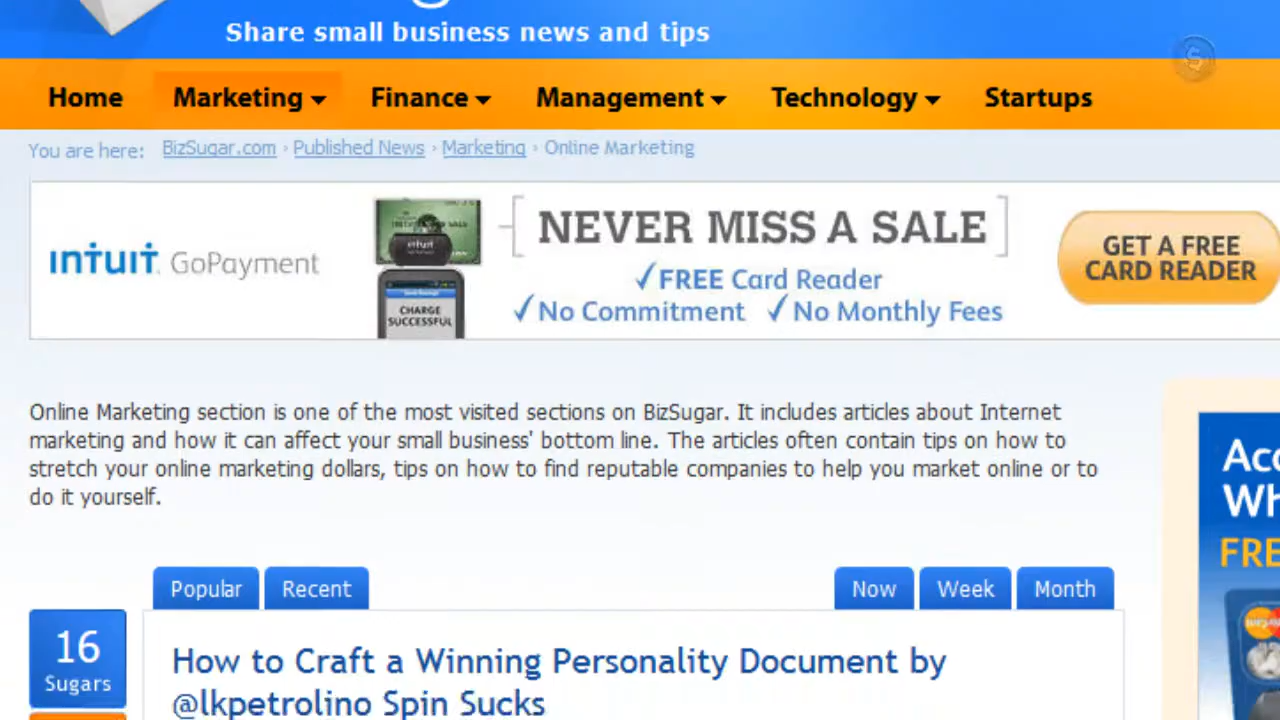 Share small business news and tips
Home Marketing Finance Management Technology Startups
You are here: BizSugar.com › Published News › Marketing › Online Marketing
intuit GoPayment
intuit
CHARGE
SUCCESSFUL
NEVER MISS A SALE
✓FREE Card Reader
✓No Commitment ✓No Monthly Fees
GET A FREE
CARD READER
Online Marketing section is one of the most visited sections on BizSugar. It includes articles about Internet
marketing and how it can affect your small business' bottom line. The articles often contain tips on how to
stretch your online marketing dollars, tips on how to find reputable companies to help you market online or to
do it yourself.
Popular Recent Now Week Month
16
Sugars
How to Craft a Winning Personality Document by
@lkpetrolino Spin Sucks